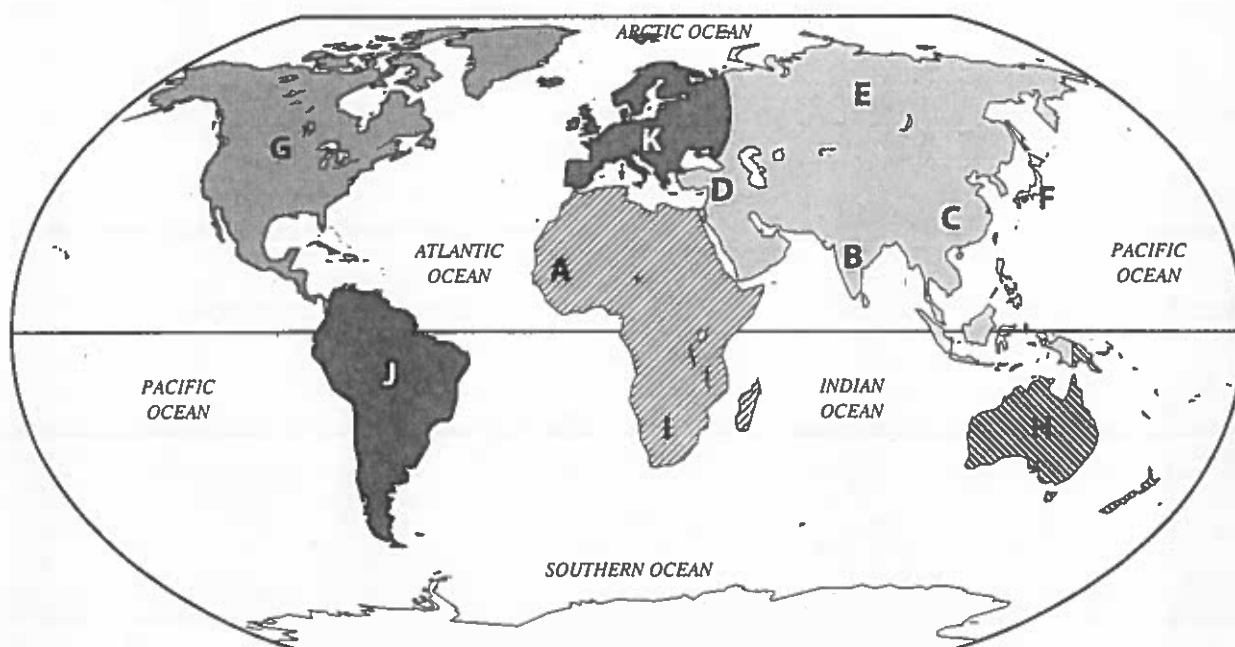 ARCTIC OCEAN
E
K
G
D
F
C
B
ATLANTIC
OCEAN
A
PACIFIC
OCEAN
J
PACIFIC
OCEAN
INDIAN
OCEAN
I
H
SOUTHERN OCEAN